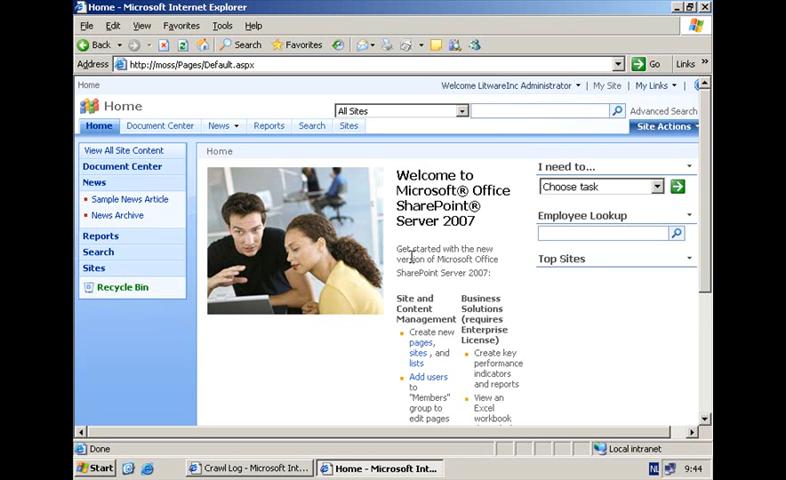 Home - Microsoft Internet Explorer
File Edit View Favorites Tools Help
Back Search Favorites
Address http://moss/Pages/Default.aspx Go Links »
Home Welcome LitwareInc Administrator My Site My Links
Home All Sites Advanced Search
Home Document Center News Reports Search Sites Site Actions
View All Site Content
Document Center
News
Sample News Article
News Archive
Reports
Search
Sites
Recycle Bin
Home
Welcome to
Microsoft® Office
SharePoint®
Server 2007
Get started with the new
version of Microsoft Office
SharePoint Server 2007:
Site and
Content
Management
Create new
pages,
sites , and
lists
Add users
to
"Members"
group to
edit pages
Business
Solutions
(requires
Enterprise
License)
Create key
performance
indicators
and reports
View an
Excel
workbook
I need to...
Choose task
Employee Lookup
Top Sites
Done Local intranet
Start Crawl Log - Microsoft Int... Home - Microsoft Int... NL 9:44